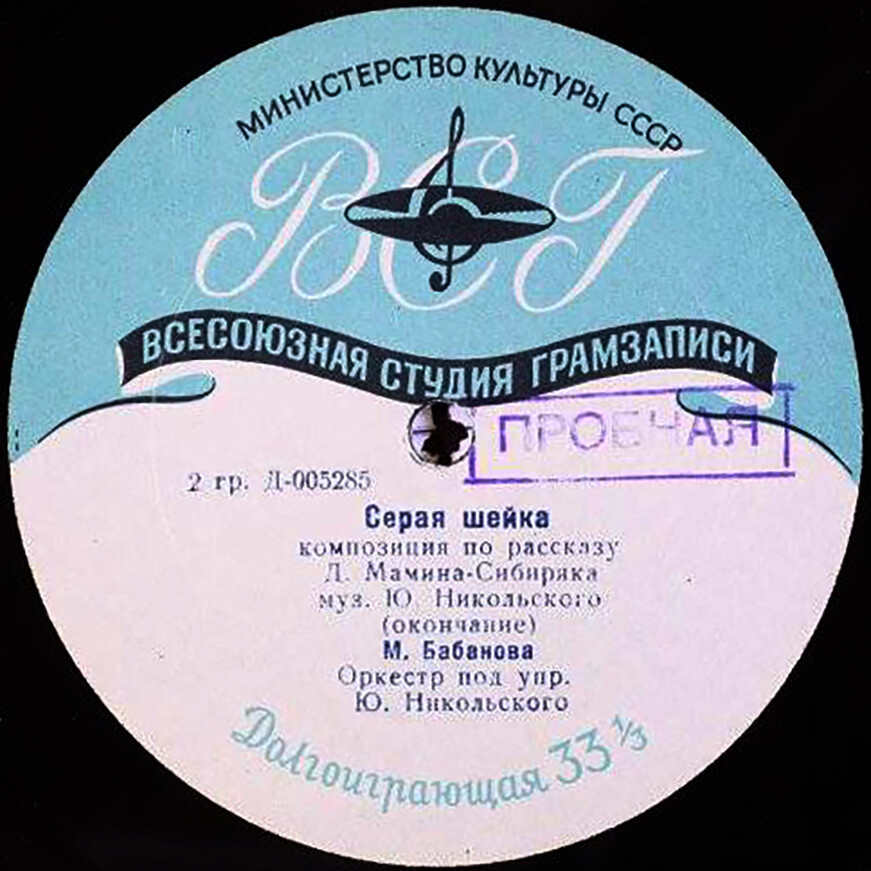 МИНИСТЕРСТВО КУЛЬТУРЫ СССР
ВСГ
ВСЕСОЮЗНАЯ СТУДИЯ ГРАМЗАПИСИ
ПРОБНАЯ
2 гр. Д-005285
Серая шейка
композиция по рассказу
Д. Мамина-Сибиряка
муз. Ю Никольского
(окончание)
М. Бабанова
Оркестр под упр.
Ю. Никольского
Долгоиграющая 33 ⅓